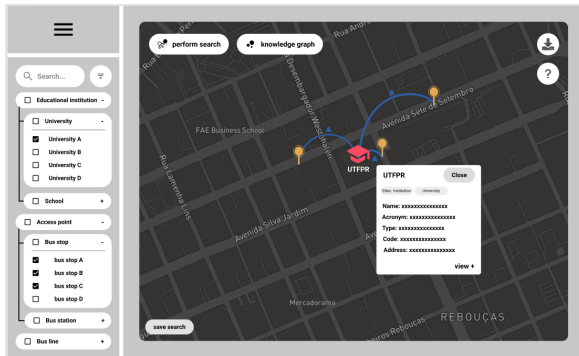 Search...
Educational institution -
University -
University A
University B
University C
University D
School +
Access point -
Bus stop -
bus stop A
bus stop B
bus stop C
bus stop D
Bus station +
Bus line +
perform search
knowledge graph
?
Rua
Rua Desembargador Westphalen
Avenida Sete de Setembro
FAE Business School
Rua Lamenha Lins
Avenida Silva Jardim
UTFPR
UTFPR
Close
Educ. Institution
University
Name: xxxxxxxxxxxxxxx
Acronym: xxxxxxxxxxxxxxx
Type: xxxxxxxxxxxxxxx
Code: xxxxxxxxxxxxxxx
Address: xxxxxxxxxxxxxxx
view +
Mercadorama
REBOUÇAS
Rebouças
save search